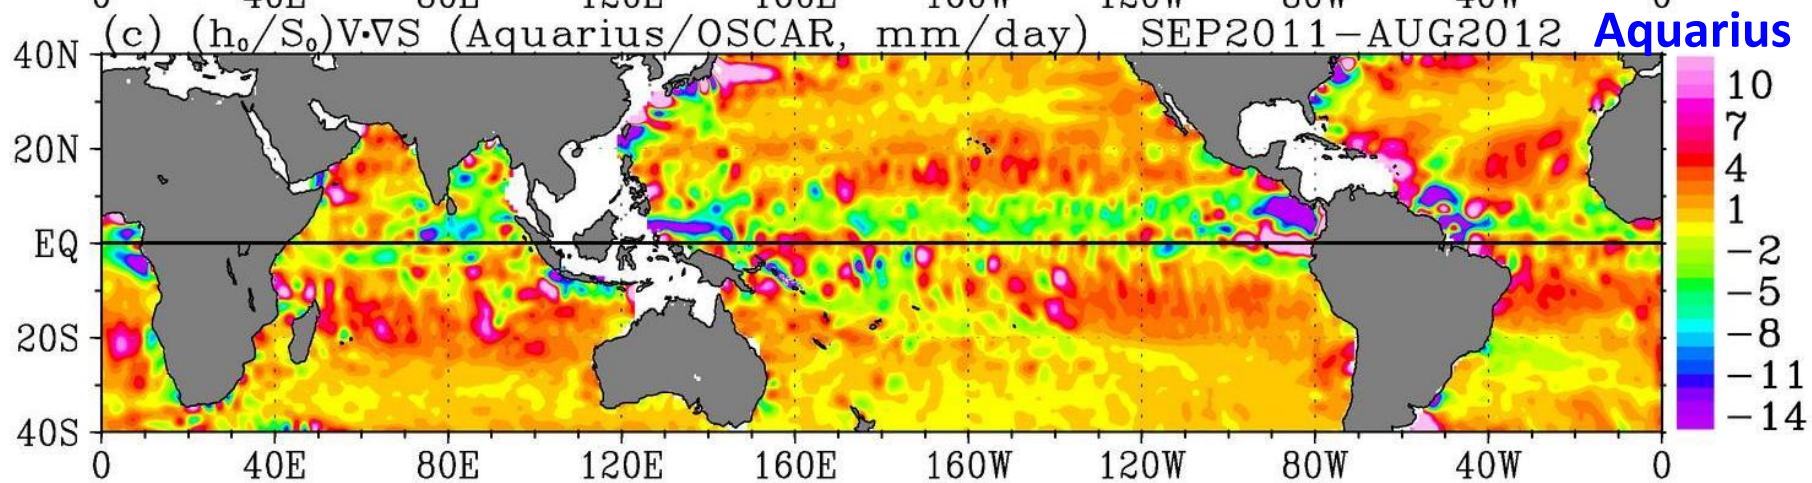 (c) (h₀/S₀)V·∇S (Aquarius/OSCAR, mm/day) SEP2011−AUG2012 Aquarius
40N
20N
EQ
20S
40S
0 40E 80E 120E 160E 160W 120W 80W 40W 0
10
7
4
1
−2
−5
−8
−11
−14